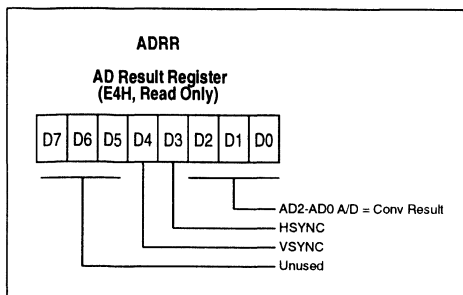 ADRR
AD Result Register
(E4H, Read Only)
D7 D6 D5 D4 D3 D2 D1 D0
AD2-AD0 A/D = Conv Result
HSYNC
VSYNC
Unused